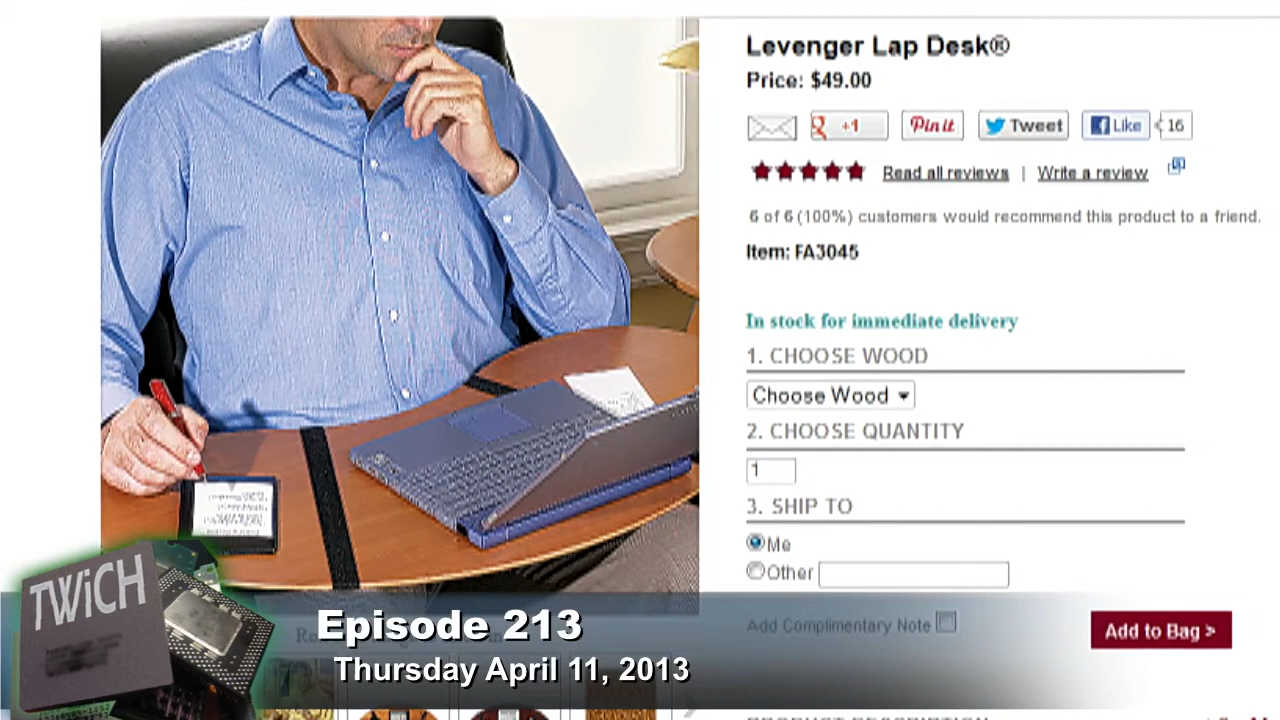 Levenger Lap Desk®
Price: $49.00
+1
Pin it
Tweet
Like
16
Read all reviews | Write a review
6 of 6 (100%) customers would recommend this product to a friend.
Item: FA3045
In stock for immediate delivery
1. CHOOSE WOOD
Choose Wood
2. CHOOSE QUANTITY
1
3. SHIP TO
Me
Other
Add Complimentary Note
Add to Bag >
TWiCH
Episode 213
Thursday April 11, 2013